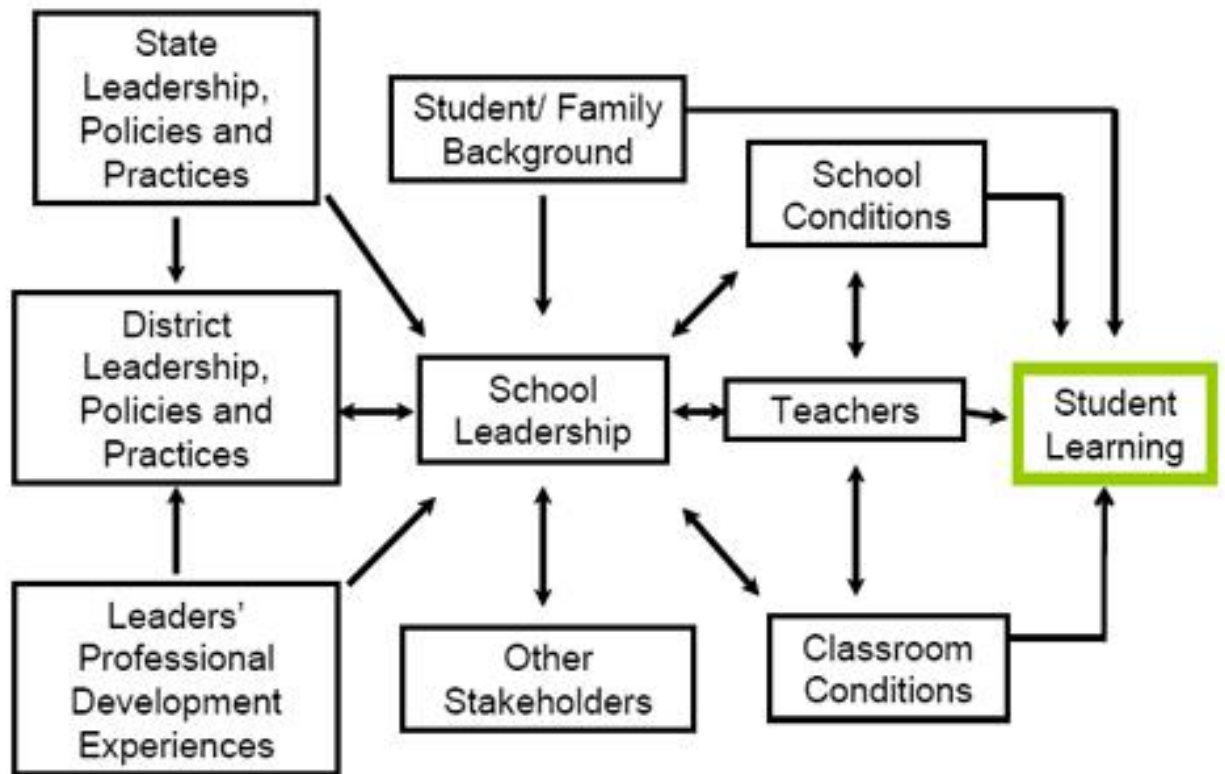 State
Leadership,
Policies and
Practices
Student/ Family
Background
School
Conditions
District
Leadership,
Policies and
Practices
School
Leadership
Teachers
Student
Learning
Leaders’
Professional
Development
Experiences
Other
Stakeholders
Classroom
Conditions